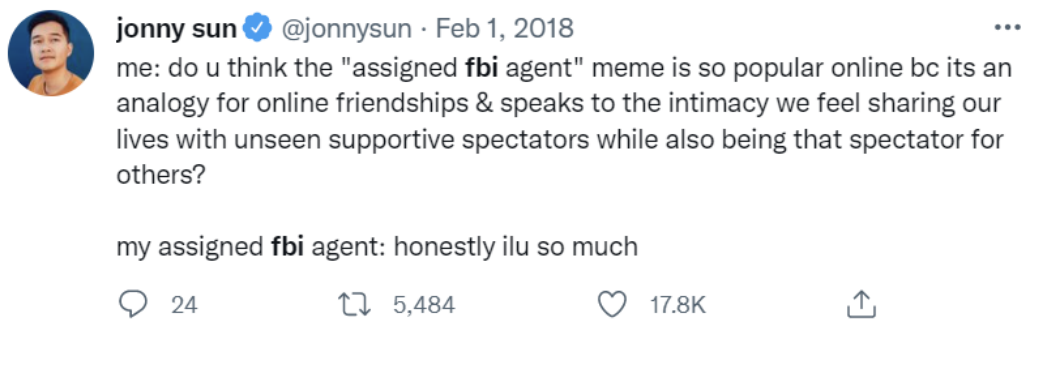 jonny sun @jonnysun · Feb 1, 2018
me: do u think the "assigned fbi agent" meme is so popular online bc its an
analogy for online friendships & speaks to the intimacy we feel sharing our
lives with unseen supportive spectators while also being that spectator for
others?
my assigned fbi agent: honestly ilu so much
24 5,484 17.8K